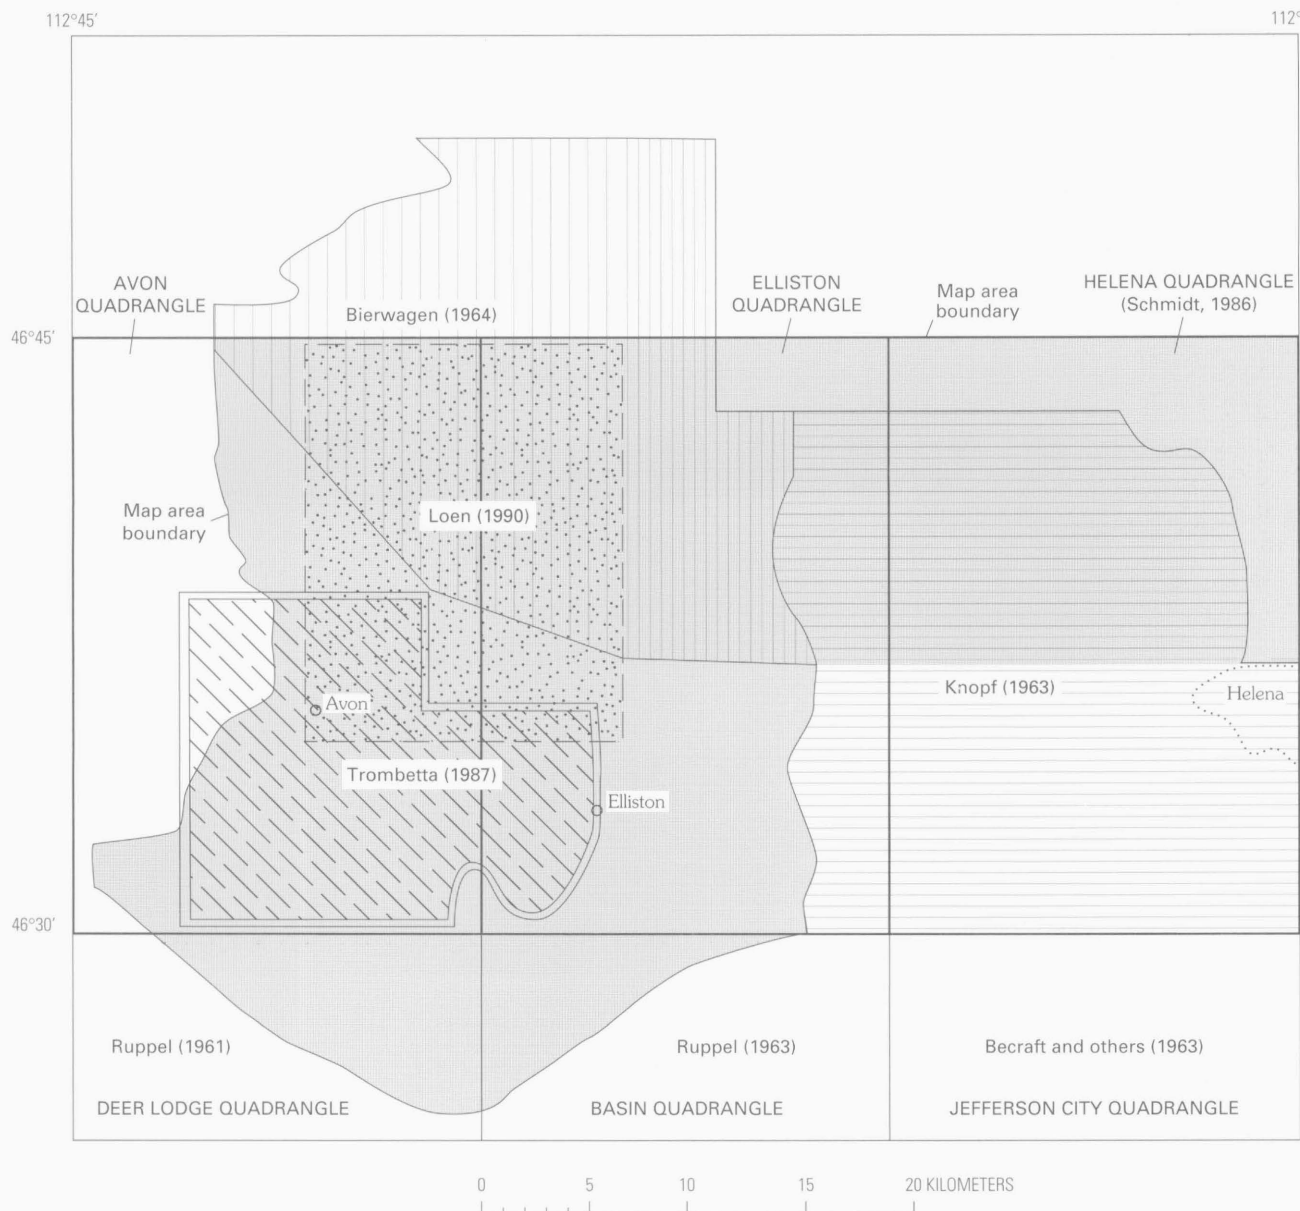 112°45′
112°
AVON
QUADRANGLE
ELLISTON
QUADRANGLE
Map area
boundary
HELENA QUADRANGLE
(Schmidt, 1986)
Bierwagen (1964)
46°45′
Map area
boundary
Loen (1990)
Knopf (1963)
Helena
Avon
Trombetta (1987)
Elliston
46°30′
Ruppel (1961)
Ruppel (1963)
Becraft and others (1963)
DEER LODGE QUADRANGLE
BASIN QUADRANGLE
JEFFERSON CITY QUADRANGLE
0 5 10 15 20 KILOMETERS